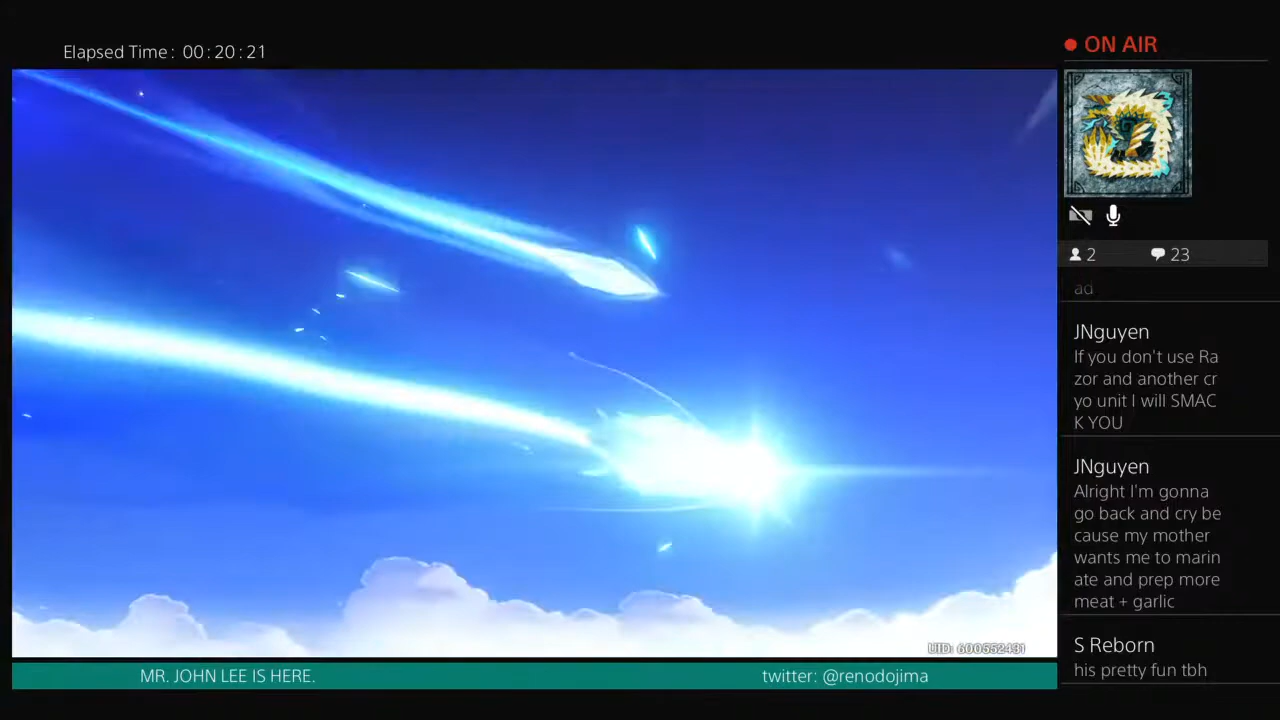 Elapsed Time: 00:20:21
ON AIR
2 23
ad
JNguyen
If you don't use Ra
zor and another cr
yo unit I will SMAC
K YOU
JNguyen
Alright I'm gonna
go back and cry be
cause my mother
wants me to marin
ate and prep more
meat + garlic
S Reborn
his pretty fun tbh
UID: 600552431
MR. JOHN LEE IS HERE.
twitter: @renodojima